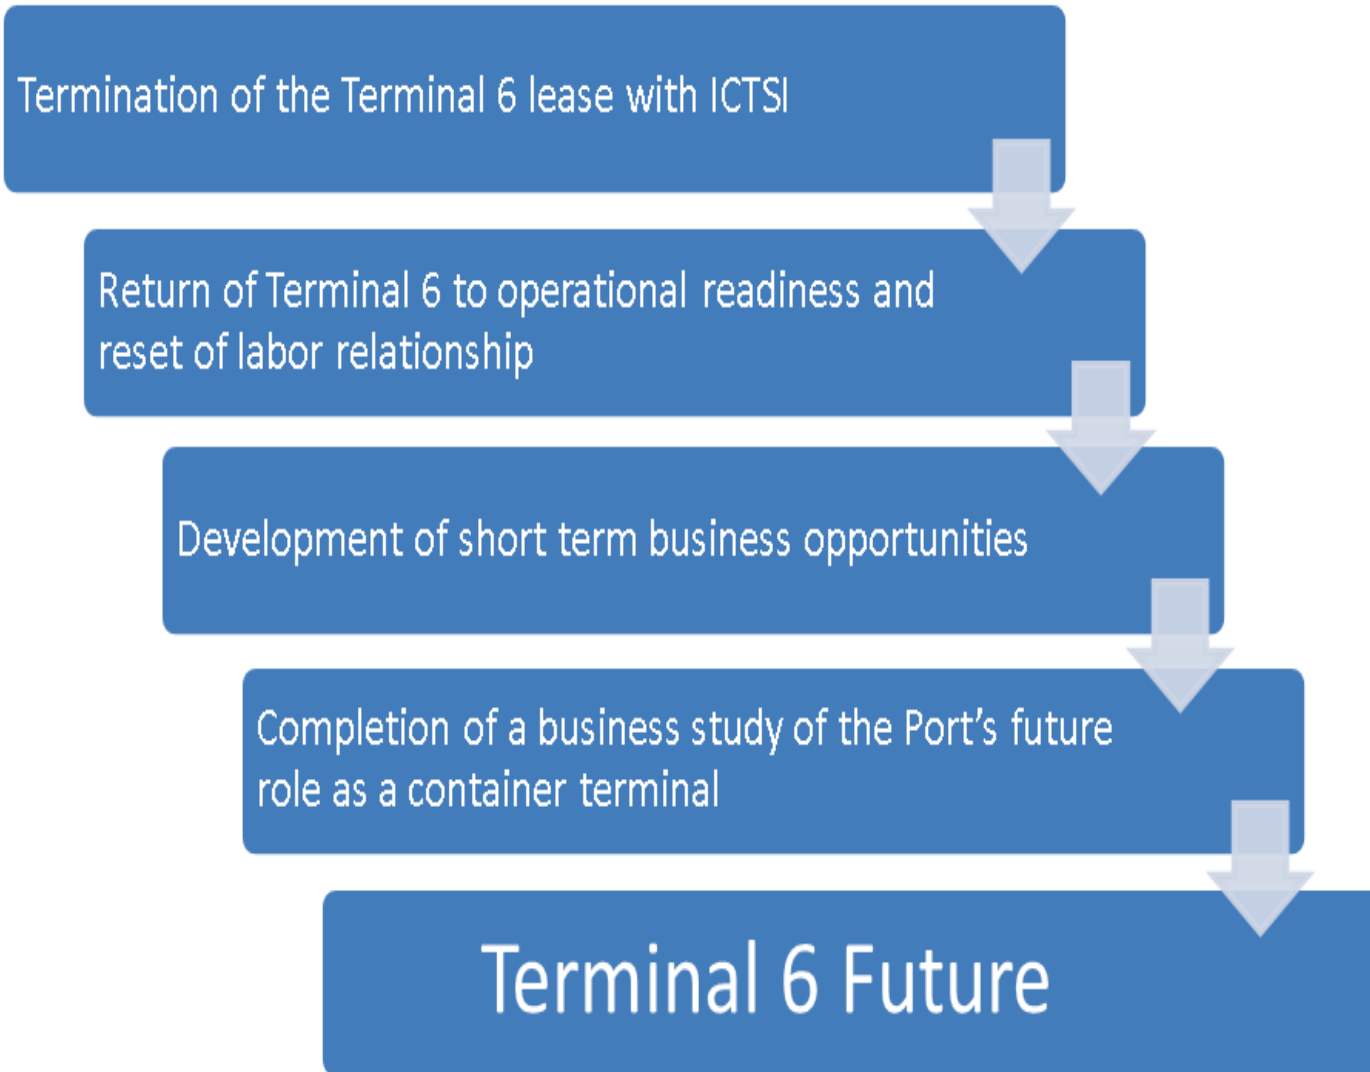 Termination of the Terminal 6 lease with ICTSI
Return of Terminal 6 to operational readiness and
reset of labor relationship
Development of short term business opportunities
Completion of a business study of the Port’s future
role as a container terminal
Terminal 6 Future